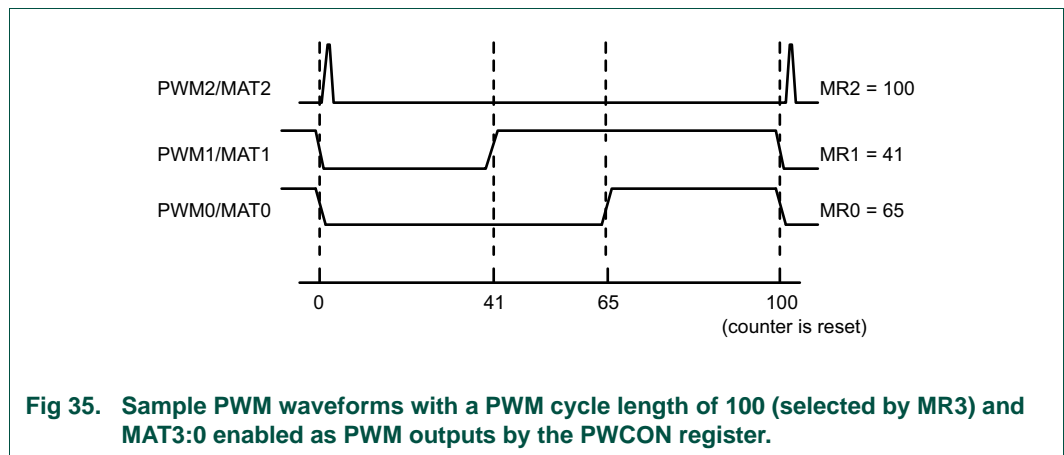 PWM2/MAT2 MR2 = 100
PWM1/MAT1 MR1 = 41
PWM0/MAT0 MR0 = 65
0 41 65 100
(counter is reset)
Fig 35. Sample PWM waveforms with a PWM cycle length of 100 (selected by MR3) and
MAT3:0 enabled as PWM outputs by the PWCON register.